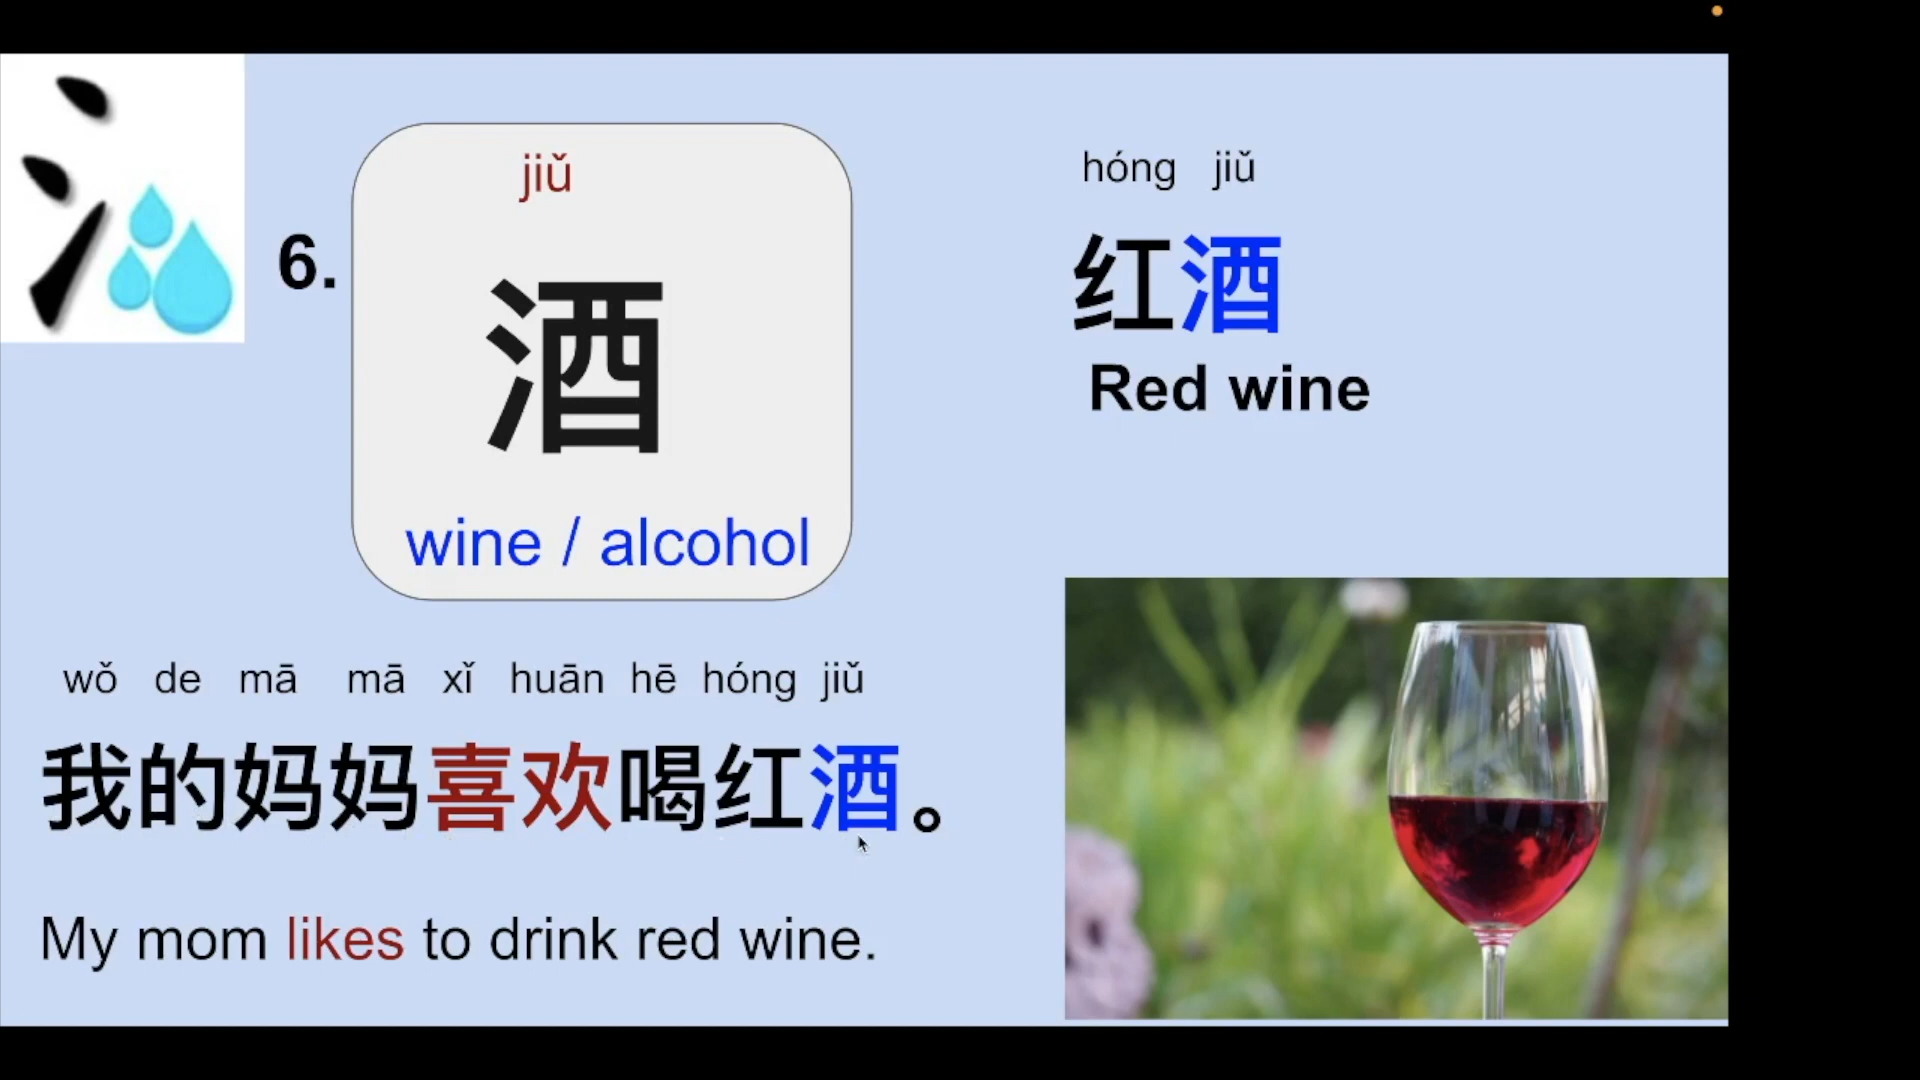 氵
6.
jiǔ
酒
wine / alcohol
hóng jiǔ
红酒
Red wine
wǒ de mā mā xǐ huān hē hóng jiǔ
我的妈妈喜欢喝红酒。
My mom likes to drink red wine.